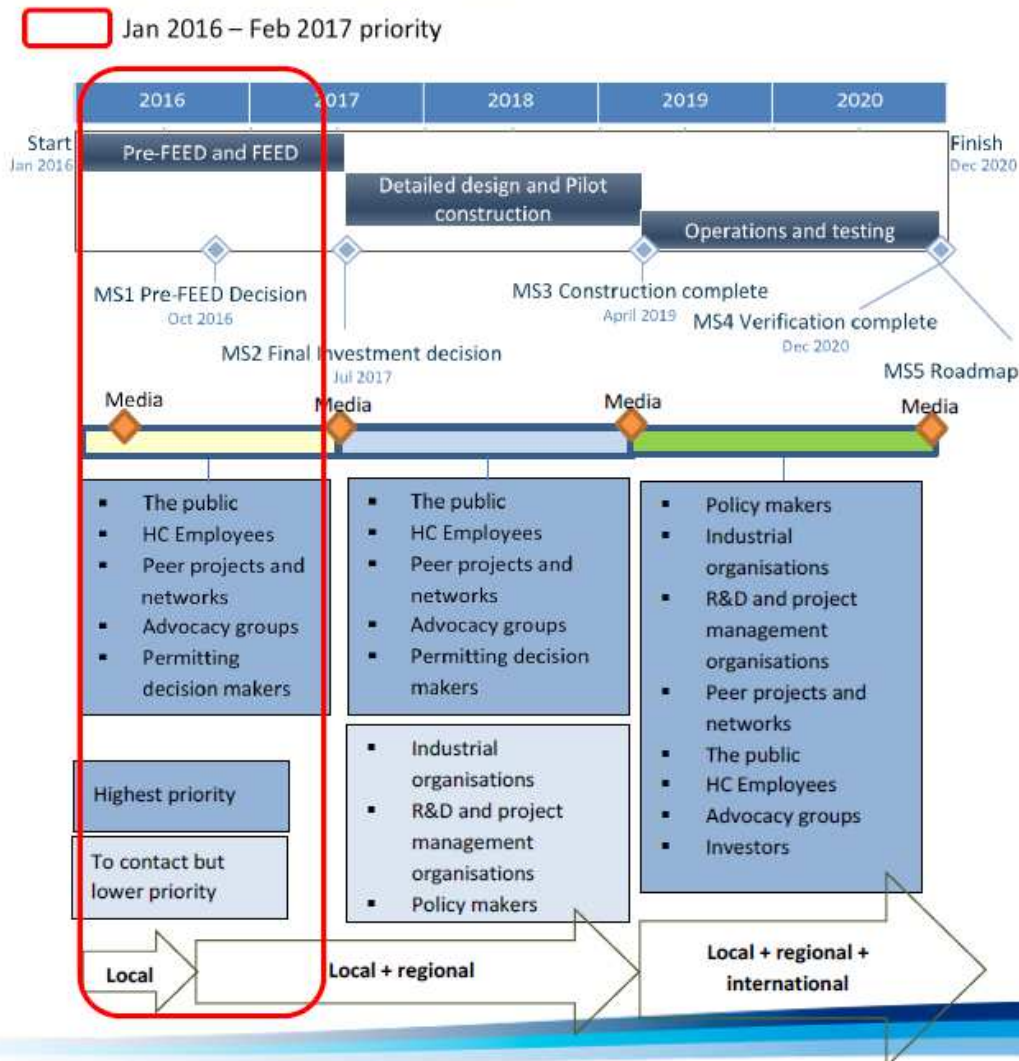 Jan 2016 – Feb 2017 priority
2016 2017 2018 2019 2020
Start
Jan 2016
Finish
Dec 2020
Pre-FEED and FEED
Detailed design and Pilot
construction
Operations and testing
MS1 Pre-FEED Decision
Oct 2016
MS2 Final Investment decision
Jul 2017
MS3 Construction complete
April 2019
MS4 Verification complete
Dec 2020
MS5 Roadmap
Media
Media
Media
Media
▪ The public
▪ HC Employees
▪ Peer projects and
networks
▪ Advocacy groups
▪ Permitting
decision makers
▪ The public
▪ HC Employees
▪ Peer projects and
networks
▪ Advocacy groups
▪ Permitting decision
makers
▪ Industrial
organisations
▪ R&D and project
management
organisations
▪ Policy makers
▪ Policy makers
▪ Industrial
organisations
▪ R&D and project
management
organisations
▪ Peer projects and
networks
▪ The public
▪ HC Employees
▪ Advocacy groups
▪ Investors
Highest priority
To contact but
lower priority
Local
Local + regional
Local + regional +
international